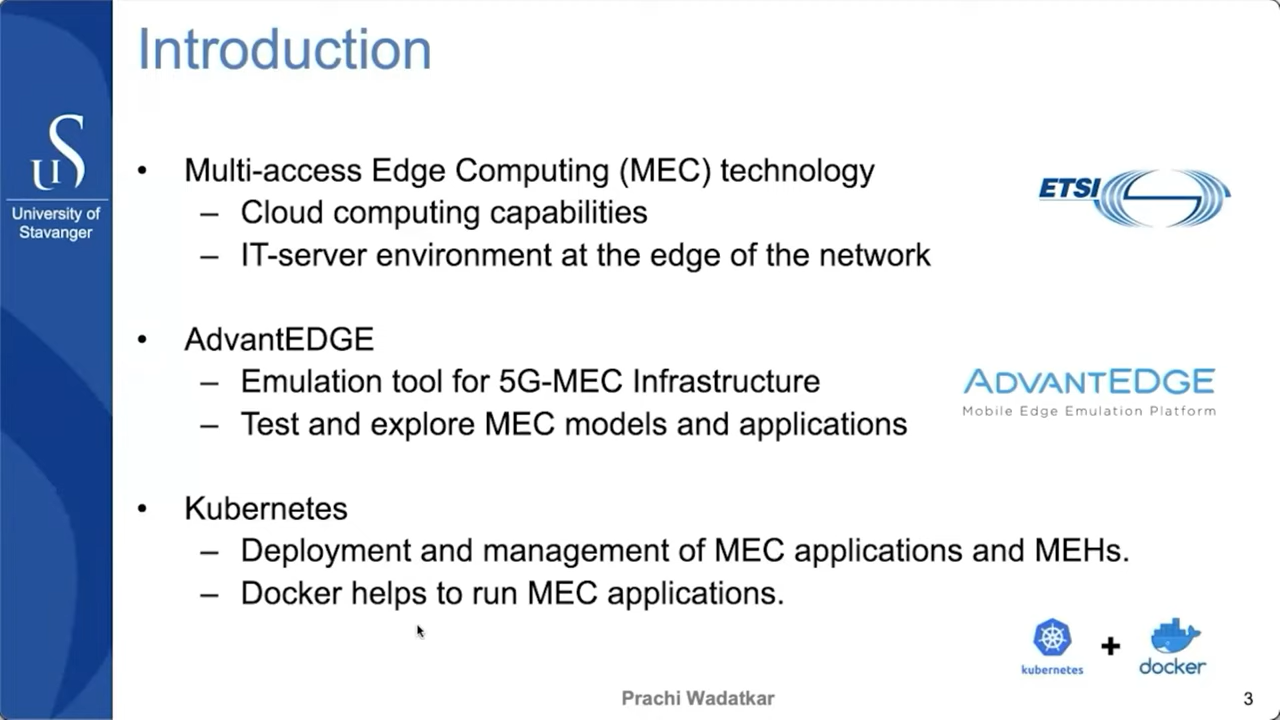 Introduction
uS
University of
Stavanger
• Multi-access Edge Computing (MEC) technology
– Cloud computing capabilities
– IT-server environment at the edge of the network
ETSI
• AdvantEDGE
– Emulation tool for 5G-MEC Infrastructure
– Test and explore MEC models and applications
ADVANTEDGE
Mobile Edge Emulation Platform
• Kubernetes
– Deployment and management of MEC applications and MEHs.
– Docker helps to run MEC applications.
kubernetes + docker
Prachi Wadatkar
3